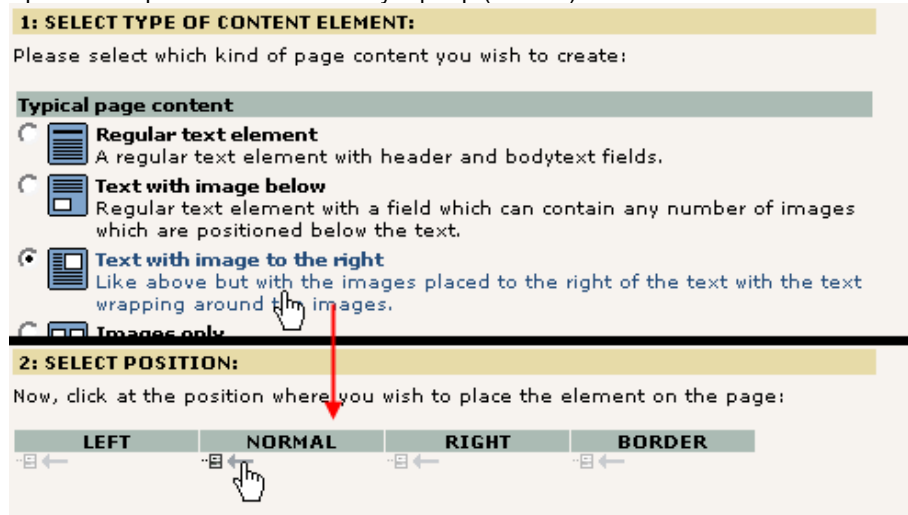 1: SELECT TYPE OF CONTENT ELEMENT:
Please select which kind of page content you wish to create:
Typical page content
Regular text element
A regular text element with header and bodytext fields.
Text with image below
Regular text element with a field which can contain any number of images
which are positioned below the text.
Text with image to the right
Like above but with the images placed to the right of the text with the text
wrapping around the images.
Images only
2: SELECT POSITION:
Now, click at the position where you wish to place the element on the page:
LEFT NORMAL RIGHT BORDER